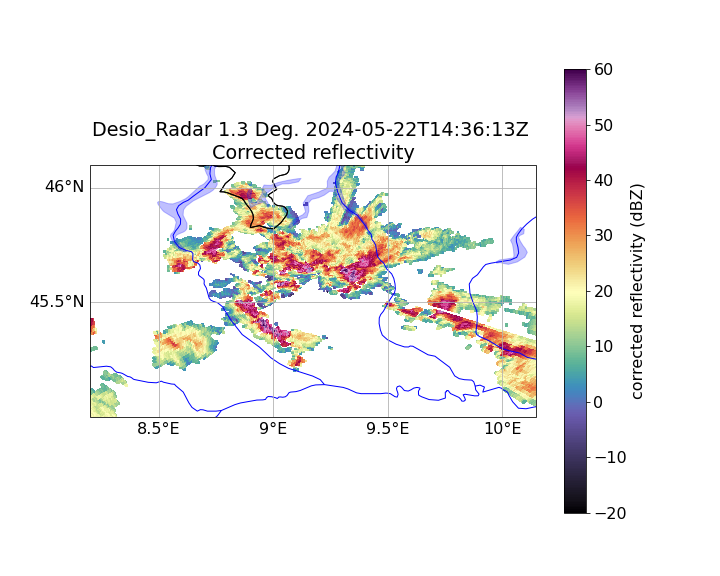 Desio_Radar 1.3 Deg. 2024-05-22T14:36:13Z
Corrected reflectivity
46°N
45.5°N
8.5°E
9°E
9.5°E
10°E
60
50
40
30
20
10
0
−10
−20
corrected reflectivity (dBZ)